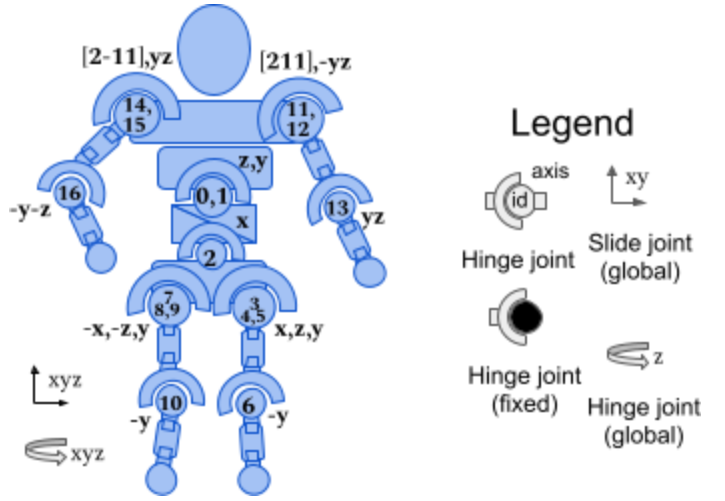 [2-11],yz
[211],-yz
14,
15
11,
12
z,y
0,1
16
-y-z
13
yz
x
2
7
8,9
3
4,5
-x,-z,y
x,z,y
10
-y
6
-y
xyz
xyz
Legend
axis
id
Hinge joint
xy
Slide joint
(global)
Hinge joint
(fixed)
z
Hinge joint
(global)